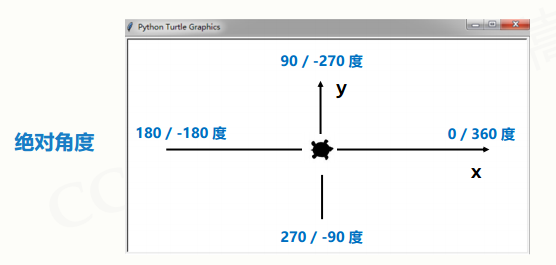 Python Turtle Graphics
90 / -270 度
y
绝对角度
180 / -180 度
0 / 360 度
x
270 / -90 度